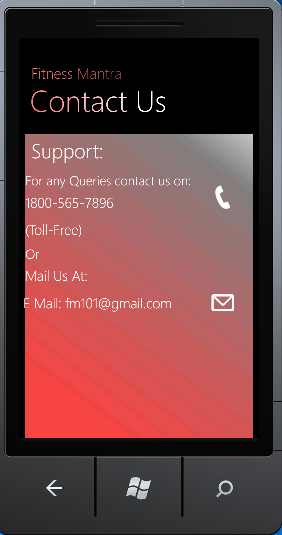 Fitness Mantra
Contact Us
Support:
For any Queries contact us on:
1800-565-7896
(Toll-Free)
Or
Mail Us At:
E Mail: fm101@gmail.com